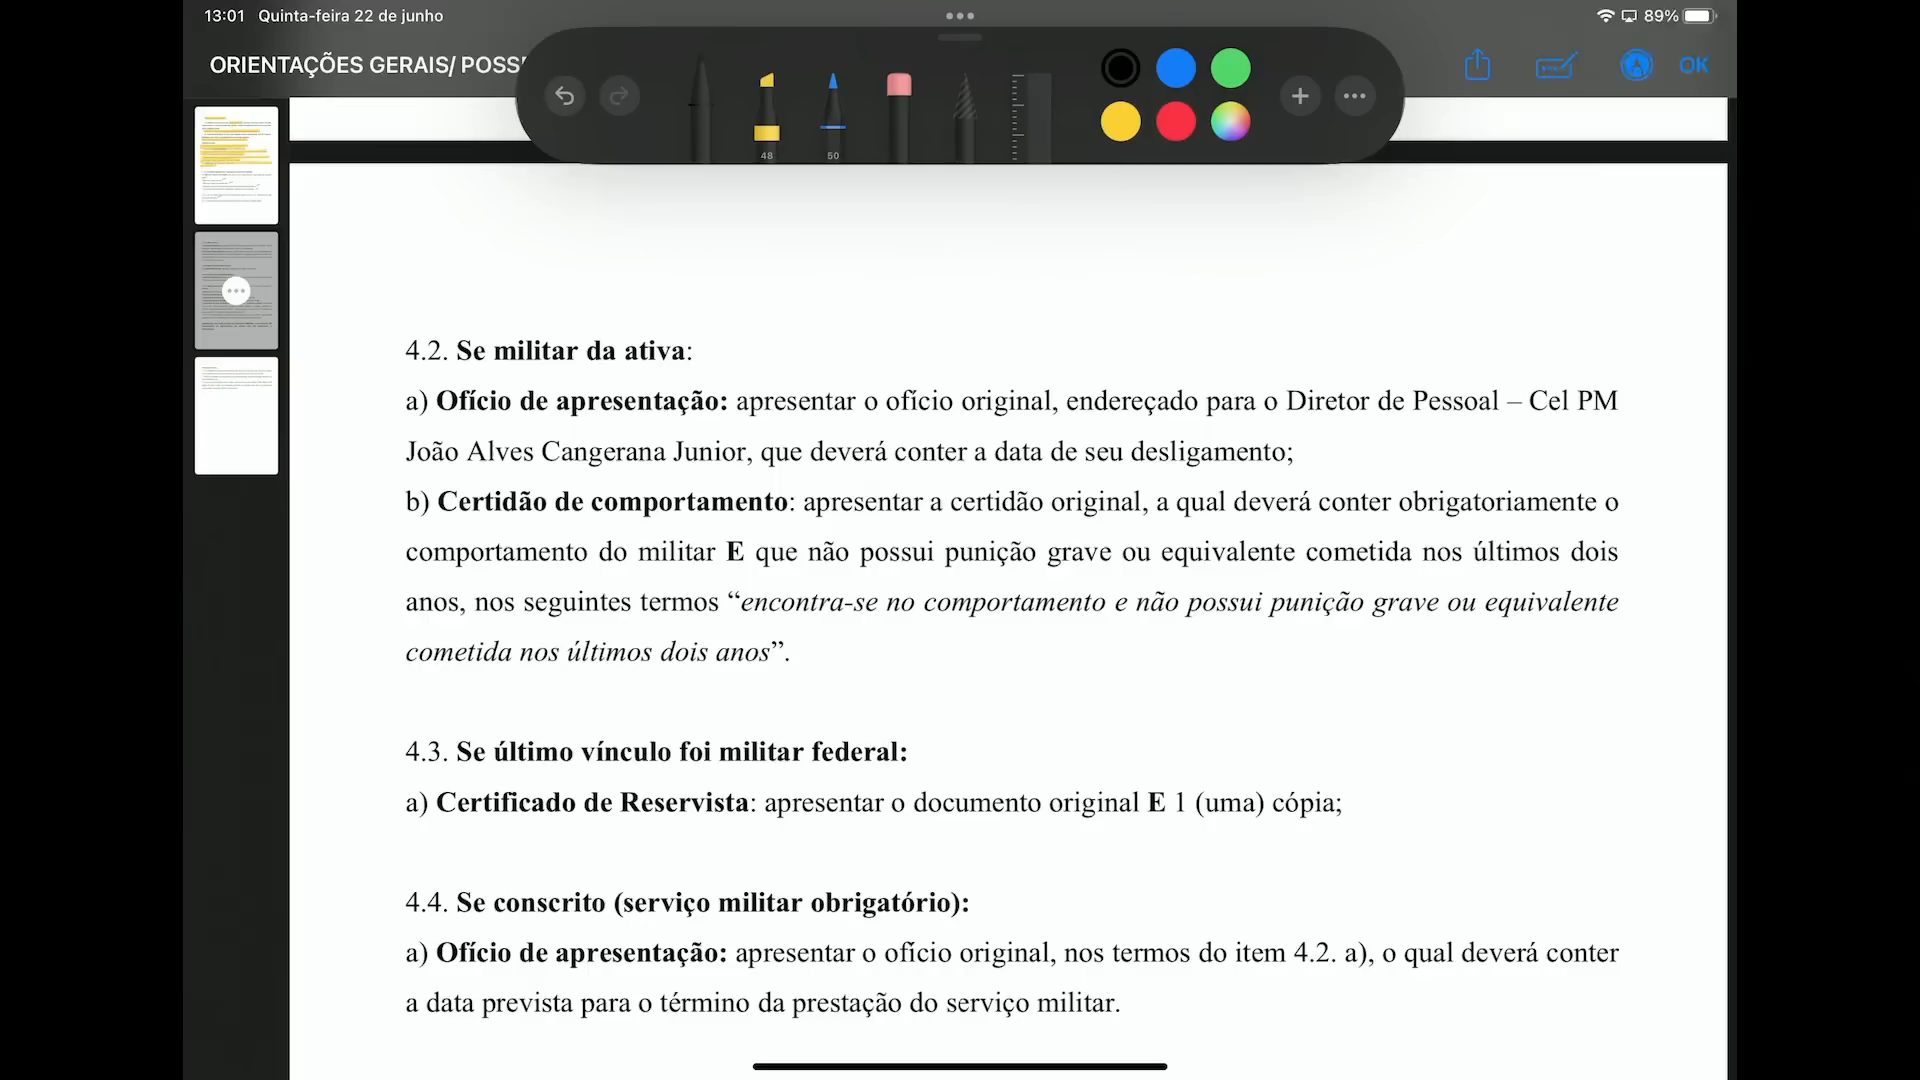 13:01 Quinta-feira 22 de junho
89%
ORIENTAÇÕES GERAIS/ POSS
OK
48
50
4.2. Se militar da ativa:
a) Ofício de apresentação: apresentar o ofício original, endereçado para o Diretor de Pessoal – Cel PM
João Alves Cangerana Junior, que deverá conter a data de seu desligamento;
b) Certidão de comportamento: apresentar a certidão original, a qual deverá conter obrigatoriamente o
comportamento do militar E que não possui punição grave ou equivalente cometida nos últimos dois
anos, nos seguintes termos “encontra-se no comportamento e não possui punição grave ou equivalente
cometida nos últimos dois anos”.
4.3. Se último vínculo foi militar federal:
a) Certificado de Reservista: apresentar o documento original E 1 (uma) cópia;
4.4. Se conscrito (serviço militar obrigatório):
a) Ofício de apresentação: apresentar o ofício original, nos termos do item 4.2. a), o qual deverá conter
a data prevista para o término da prestação do serviço militar.